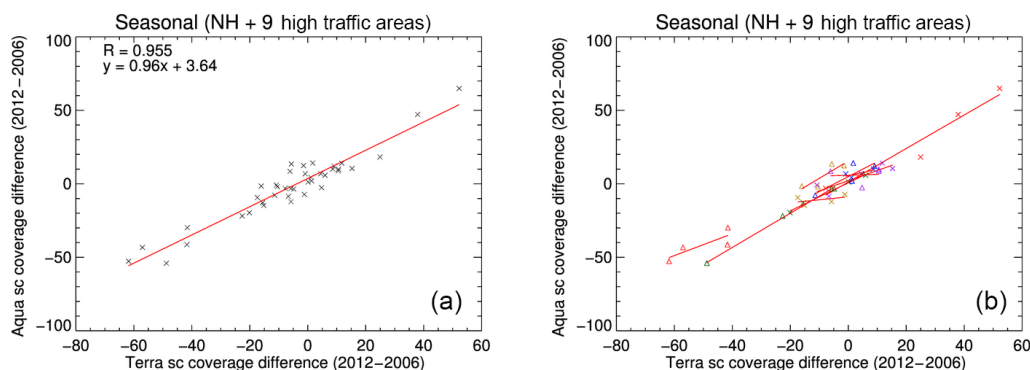 Seasonal (NH + 9 high traffic areas)
R = 0.955
y = 0.96x + 3.64
100
50
0
−50
−100
Aqua sc coverage difference (2012−2006)
(a)
−80 −60 −40 −20 0 20 40 60
Terra sc coverage difference (2012−2006)
Seasonal (NH + 9 high traffic areas)
100
50
0
−50
−100
Aqua sc coverage difference (2012−2006)
(b)
−80 −60 −40 −20 0 20 40 60
Terra sc coverage difference (2012−2006)